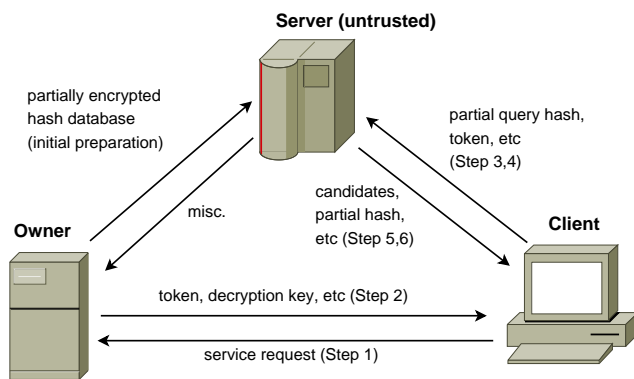 Server (untrusted)
partially encrypted
hash database
(initial preparation)
partial query hash,
token, etc
(Step 3,4)
misc.
candidates,
partial hash,
etc (Step 5,6)
Owner
Client
token, decryption key, etc (Step 2)
service request (Step 1)